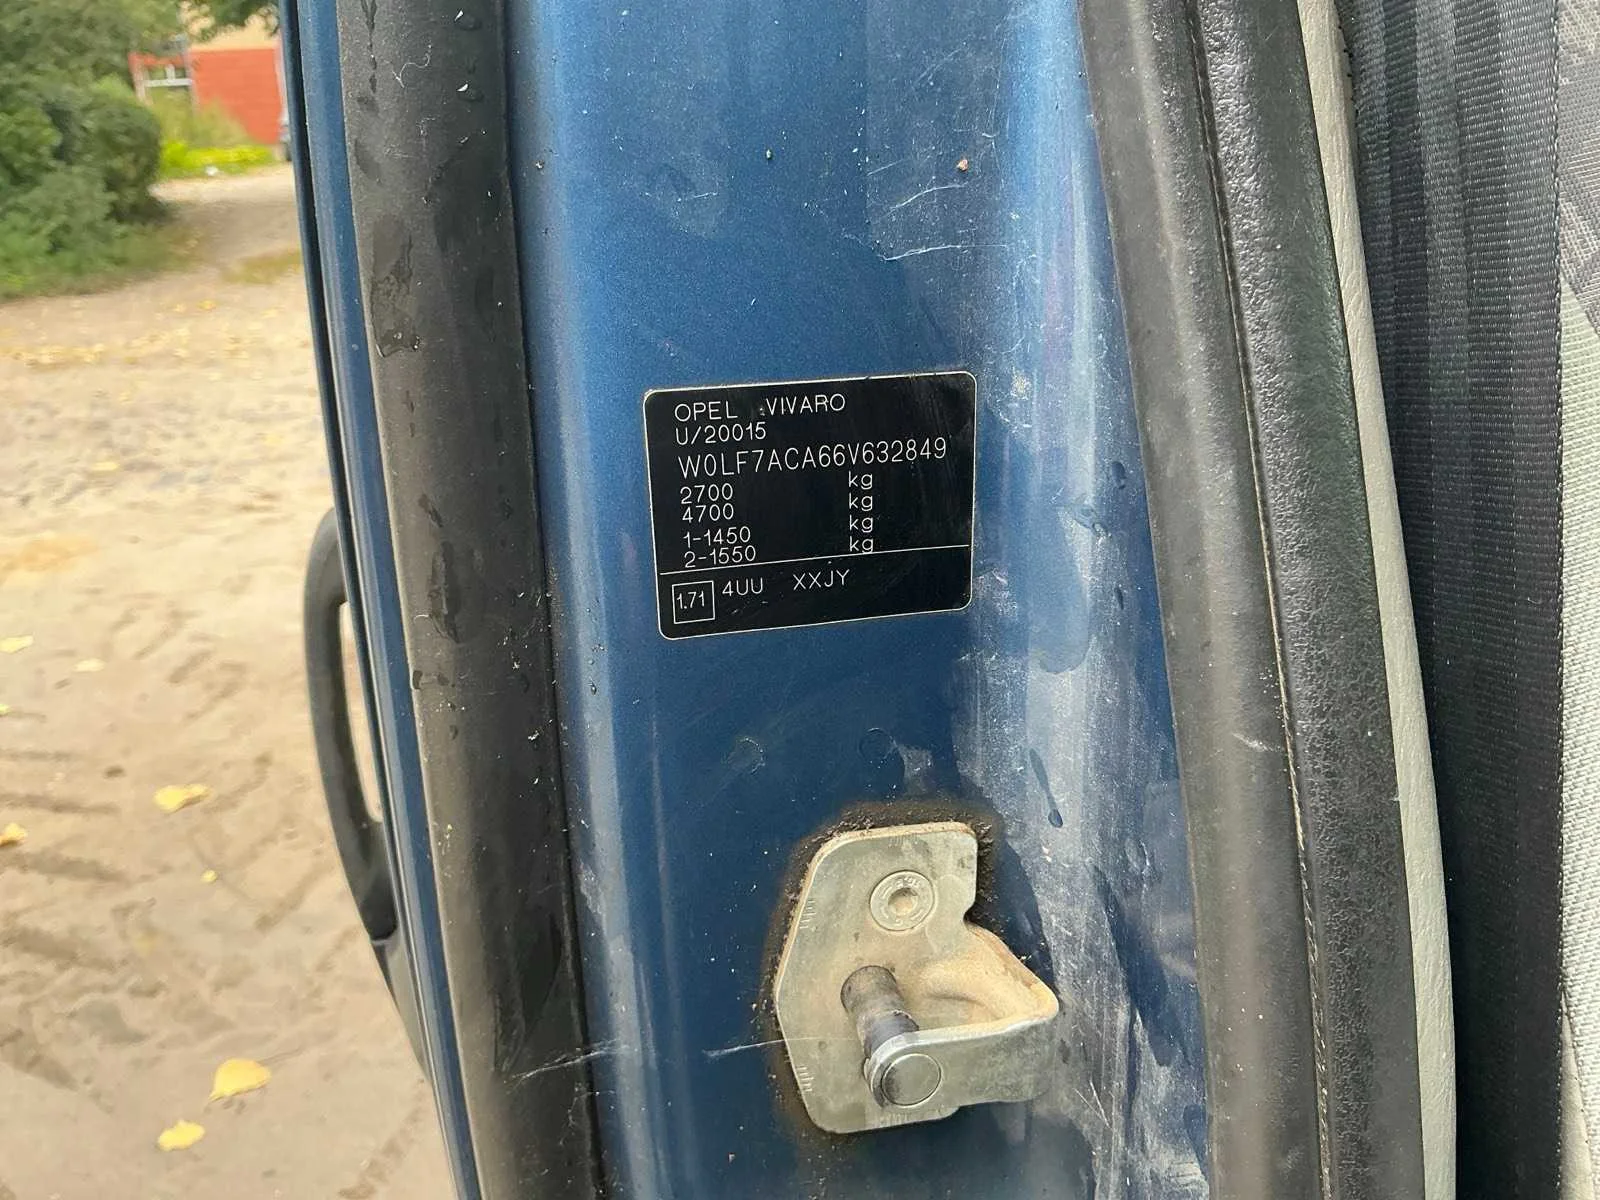 OPEL VIVARO
U/20015
W0LF7ACA66V632849
2700 kg
4700 kg
1-1450 kg
2-1550 kg
1.71 4UU XXJY